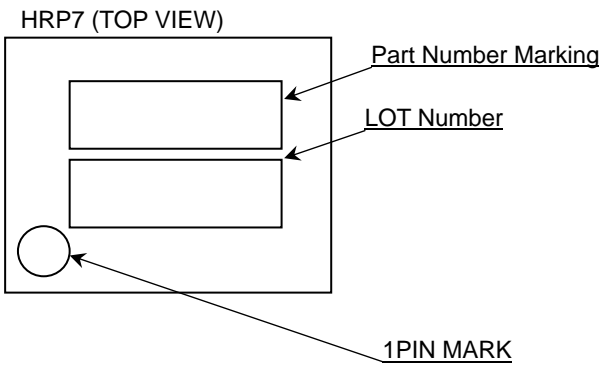 HRP7 (TOP VIEW)
Part Number Marking
LOT Number
1PIN MARK